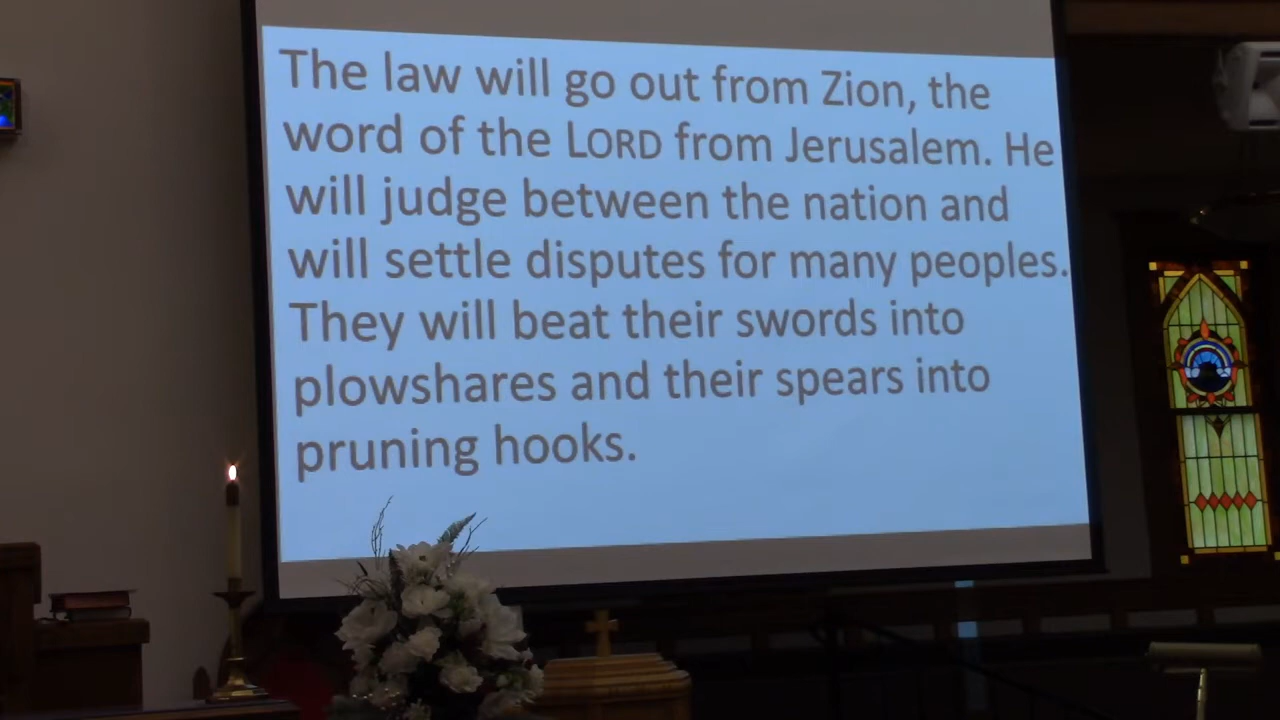 The law will go out from Zion, the
word of the LORD from Jerusalem. He
will judge between the nation and
will settle disputes for many peoples.
They will beat their swords into
plowshares and their spears into
pruning hooks.